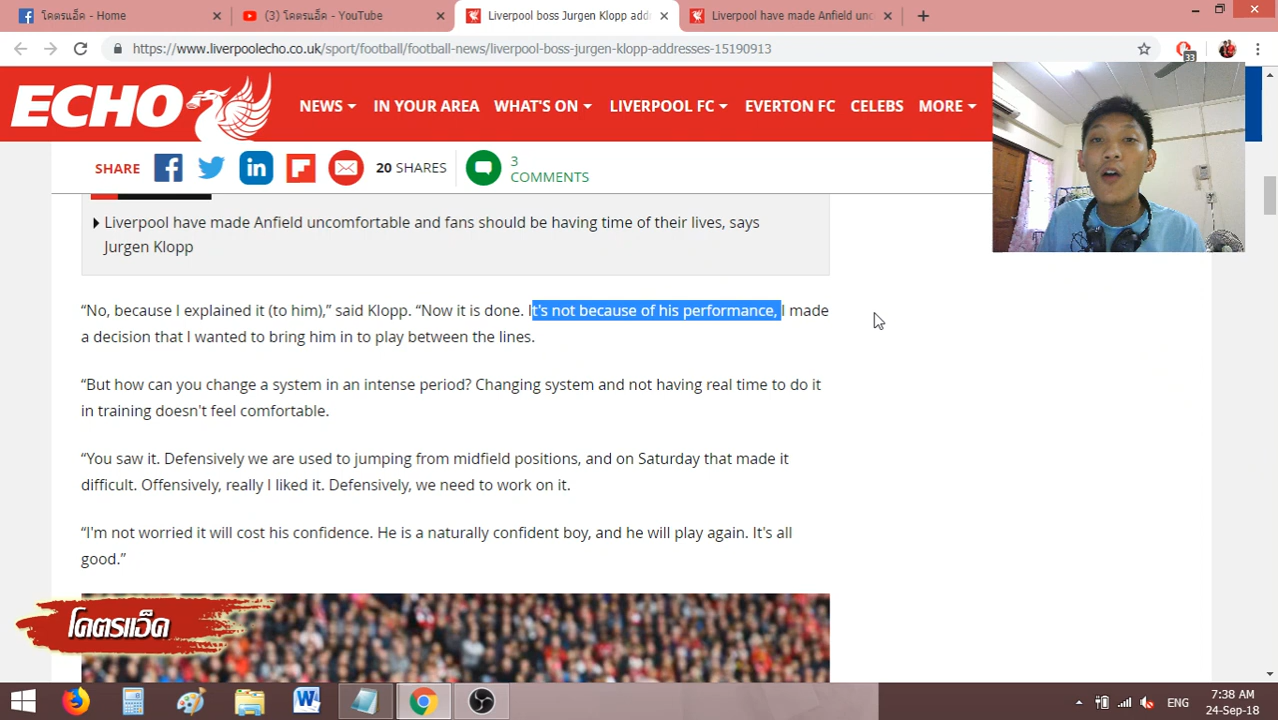 โคตรแอ็ด - Home
(3) โคตรแอ็ด - YouTube
Liverpool boss Jurgen Klopp add
Liverpool have made Anfield unc
https://www.liverpoolecho.co.uk/sport/football/football-news/liverpool-boss-jurgen-klopp-addresses-15190913
33
ECHO
NEWS
IN YOUR AREA
WHAT'S ON
LIVERPOOL FC
EVERTON FC
CELEBS
MORE
SHARE
20 SHARES
3
COMMENTS
Liverpool have made Anfield uncomfortable and fans should be having time of their lives, says
Jurgen Klopp
“No, because I explained it (to him),” said Klopp. “Now it is done. It's not because of his performance, I made
a decision that I wanted to bring him in to play between the lines.
“But how can you change a system in an intense period? Changing system and not having real time to do it
in training doesn't feel comfortable.
“You saw it. Defensively we are used to jumping from midfield positions, and on Saturday that made it
difficult. Offensively, really I liked it. Defensively, we need to work on it.
“I'm not worried it will cost his confidence. He is a naturally confident boy, and he will play again. It's all
good.”
โคตรแอ็ด
ENG
7:38 AM
24-Sep-18